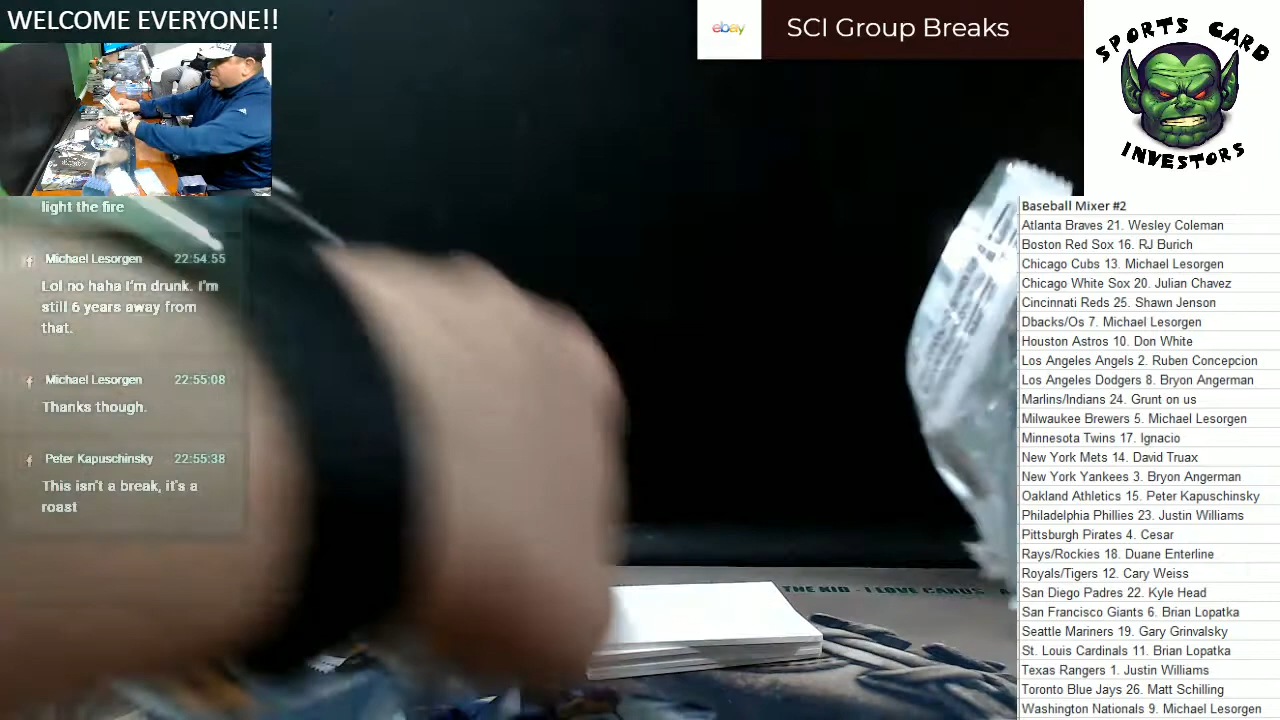 WELCOME EVERYONE!!
ebay
SCI Group Breaks
SPORTS CARD
INVESTORS
light the fire
Michael Lesorgen 22:54:55
Lol no haha I'm drunk. I'm
still 6 years away from
that.
Michael Lesorgen 22:55:08
Thanks though.
Peter Kapuschinsky 22:55:38
This isn't a break, it's a
roast
THE KID - I LOVE CARDS
Baseball Mixer #2
Atlanta Braves 21. Wesley Coleman
Boston Red Sox 16. RJ Burich
Chicago Cubs 13. Michael Lesorgen
Chicago White Sox 20. Julian Chavez
Cincinnati Reds 25. Shawn Jenson
Dbacks/Os 7. Michael Lesorgen
Houston Astros 10. Don White
Los Angeles Angels 2. Ruben Concepcion
Los Angeles Dodgers 8. Bryon Angerman
Marlins/Indians 24. Grunt on us
Milwaukee Brewers 5. Michael Lesorgen
Minnesota Twins 17. Ignacio
New York Mets 14. David Truax
New York Yankees 3. Bryon Angerman
Oakland Athletics 15. Peter Kapuschinsky
Philadelphia Phillies 23. Justin Williams
Pittsburgh Pirates 4. Cesar
Rays/Rockies 18. Duane Enterline
Royals/Tigers 12. Cary Weiss
San Diego Padres 22. Kyle Head
San Francisco Giants 6. Brian Lopatka
Seattle Mariners 19. Gary Grinvalsky
St. Louis Cardinals 11. Brian Lopatka
Texas Rangers 1. Justin Williams
Toronto Blue Jays 26. Matt Schilling
Washington Nationals 9. Michael Lesorgen